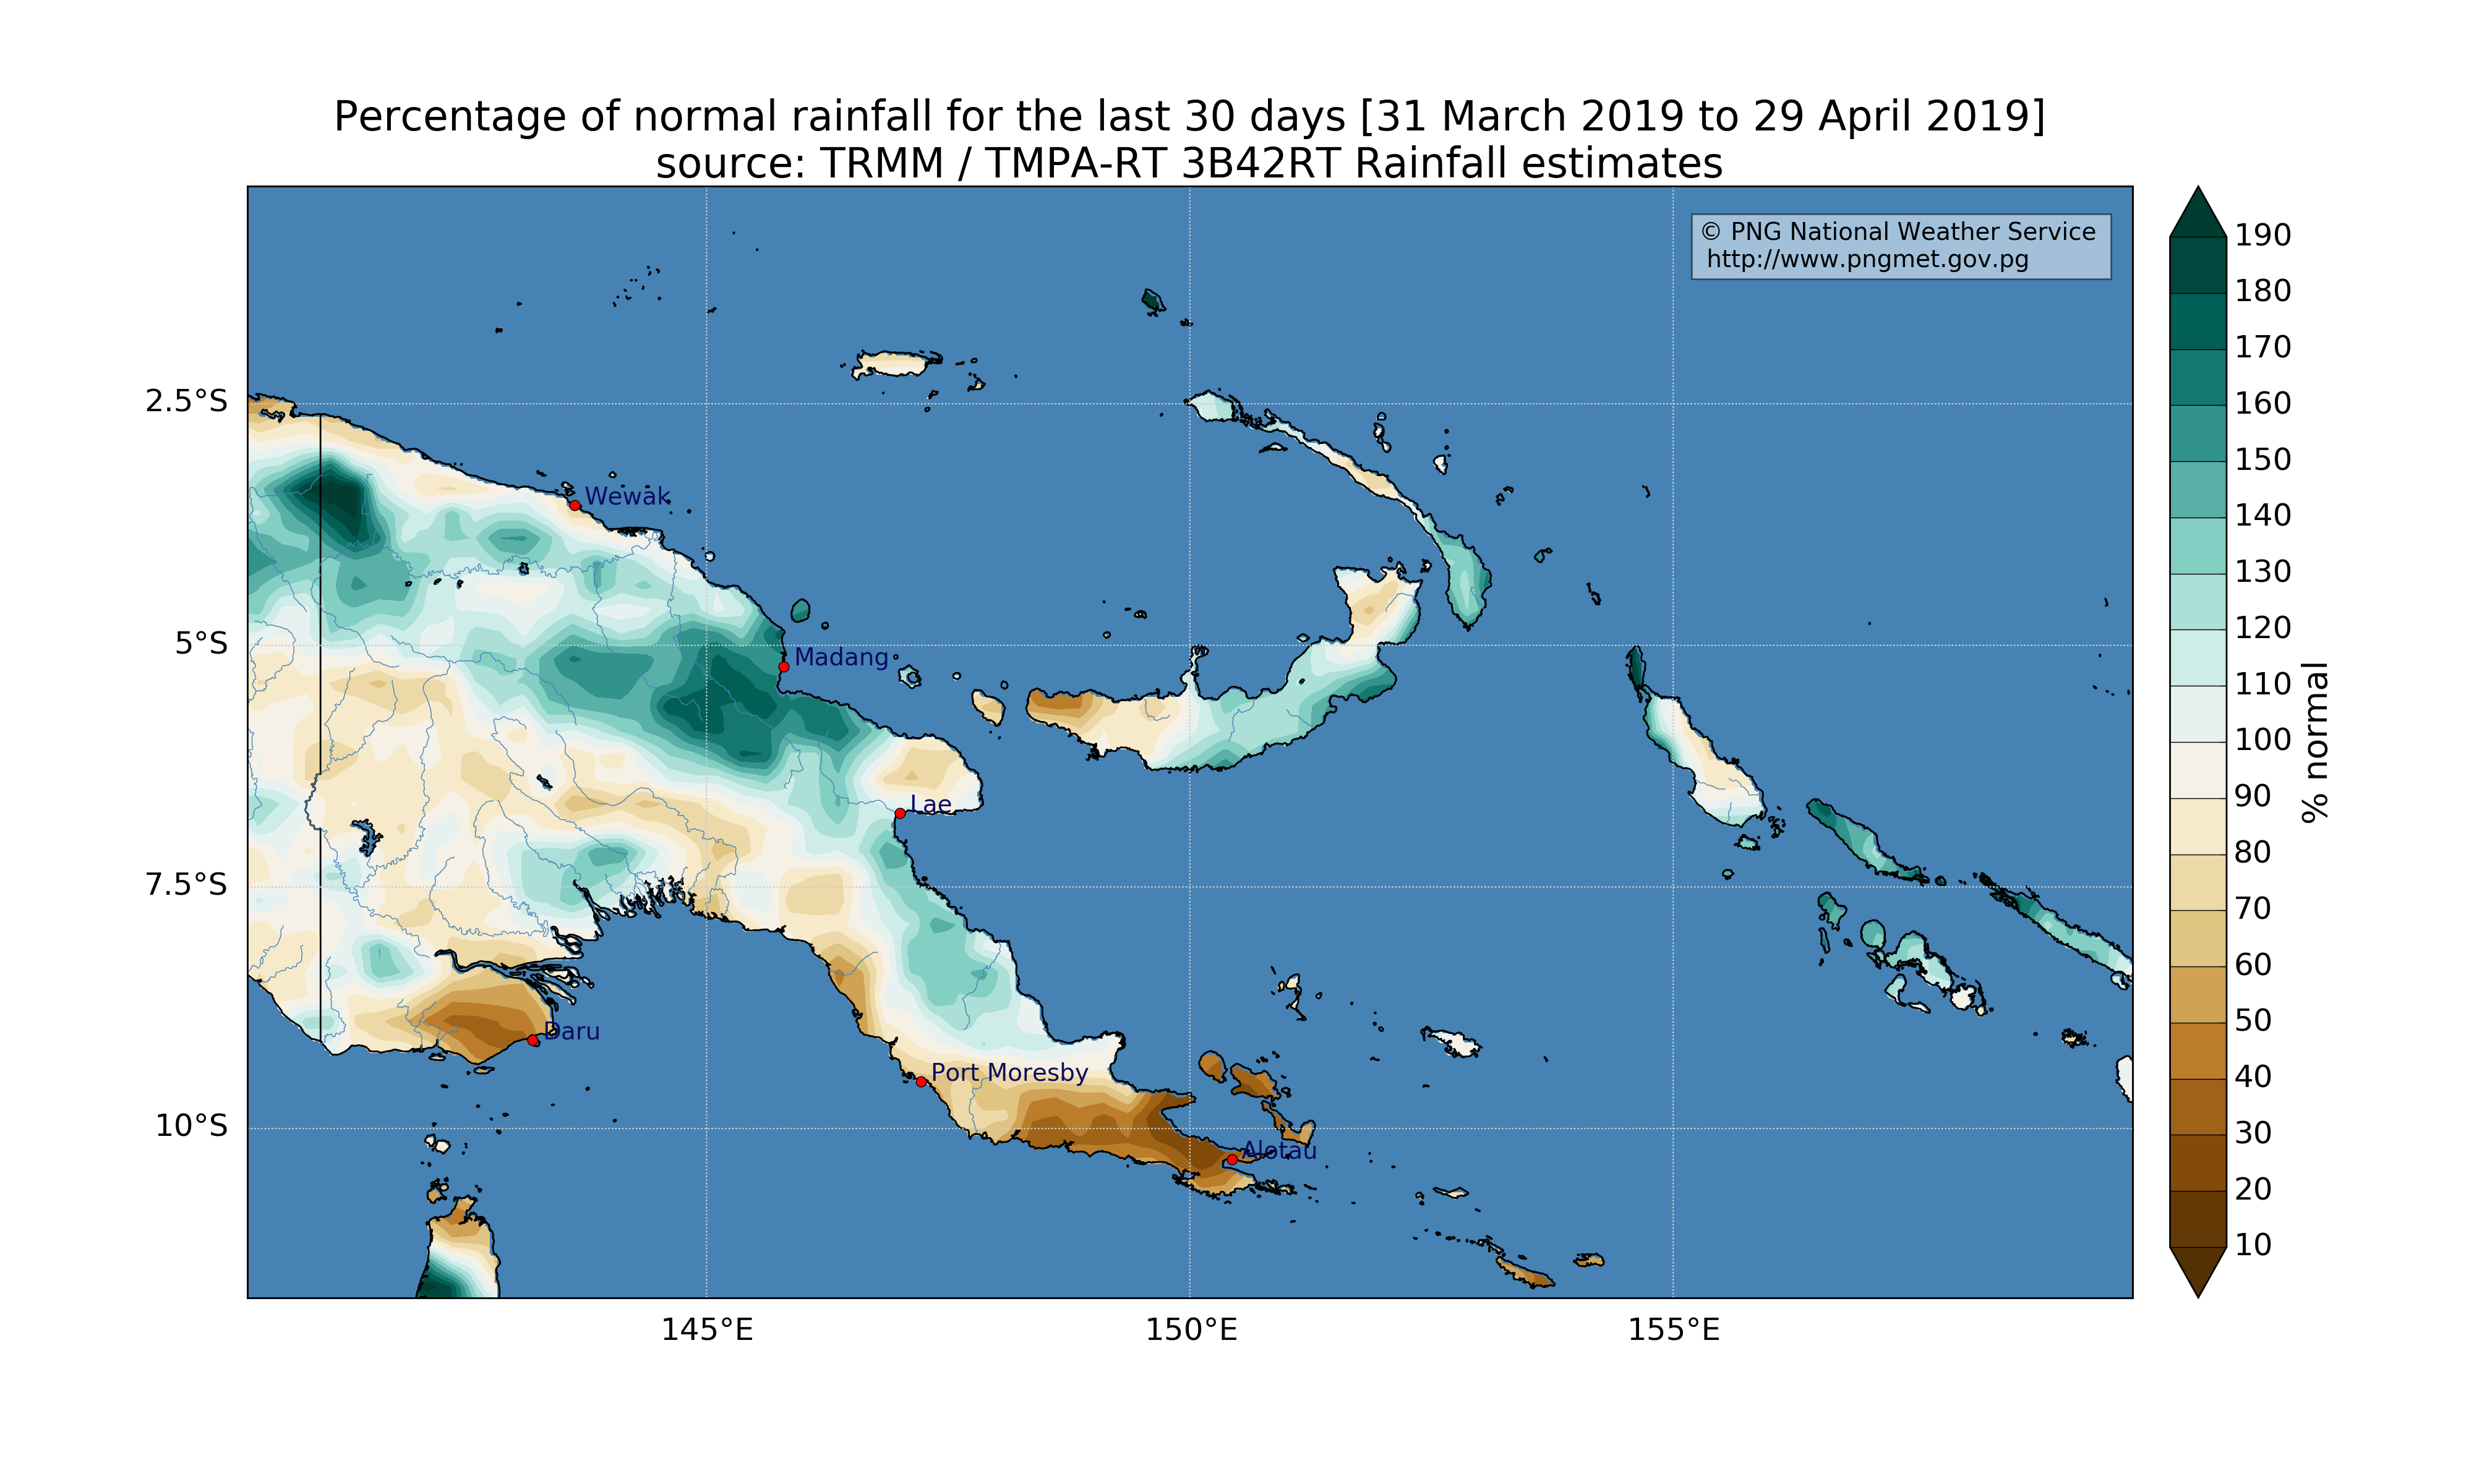 Percentage of normal rainfall for the last 30 days [31 March 2019 to 29 April 2019]
source: TRMM / TMPA-RT 3B42RT Rainfall estimates
© PNG National Weather Service
http://www.pngmet.gov.pg
190
180
170
160
150
140
130
120
110
100
90
80
70
60
50
40
30
20
10
% normal
2.5°S
5°S
7.5°S
10°S
Wewak
Madang
Lae
Daru
Port Moresby
Alotau
145°E
150°E
155°E